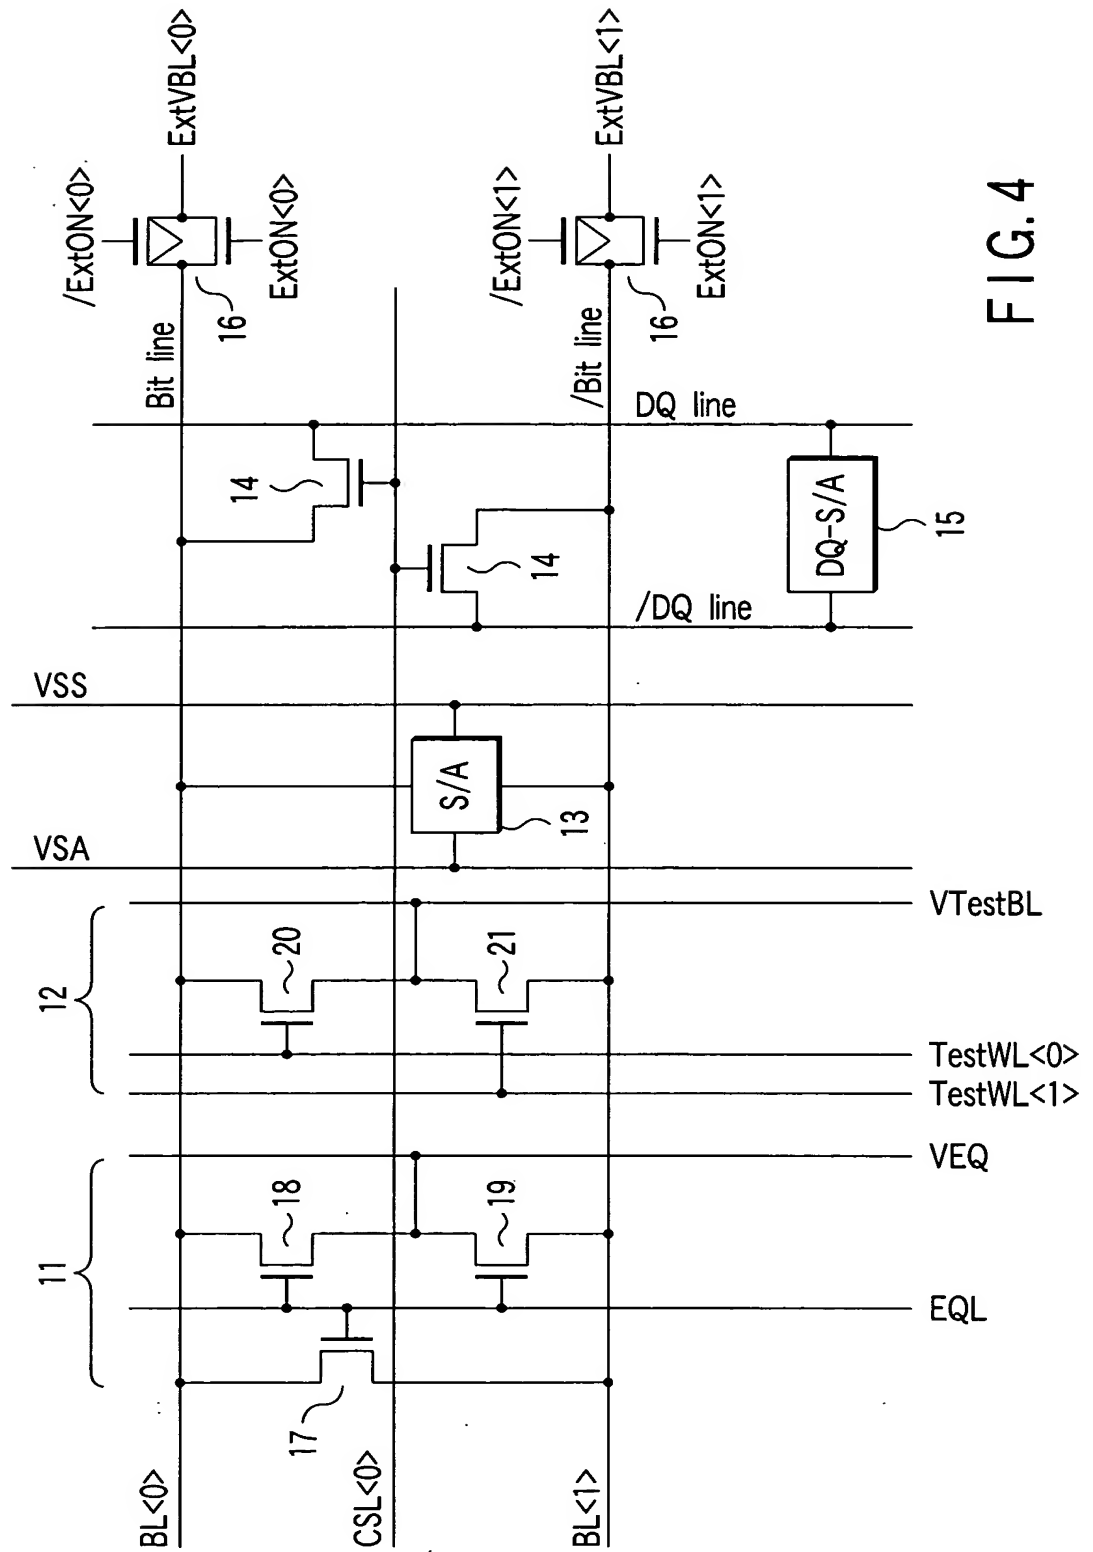 BL<0>
CSL<0>
BL<1>
11
17
18
19
EQL
VEQ
12
20
21
TestWL<1>
TestWL<0>
VTestBL
VSA
VSS
S/A
13
/DQ line
DQ line
14
14
DQ-S/A
15
Bit line
/Bit line
/ExtON<0>
ExtON<0>
16
ExtVBL<0>
/ExtON<1>
ExtON<1>
16
ExtVBL<1>
FIG. 4